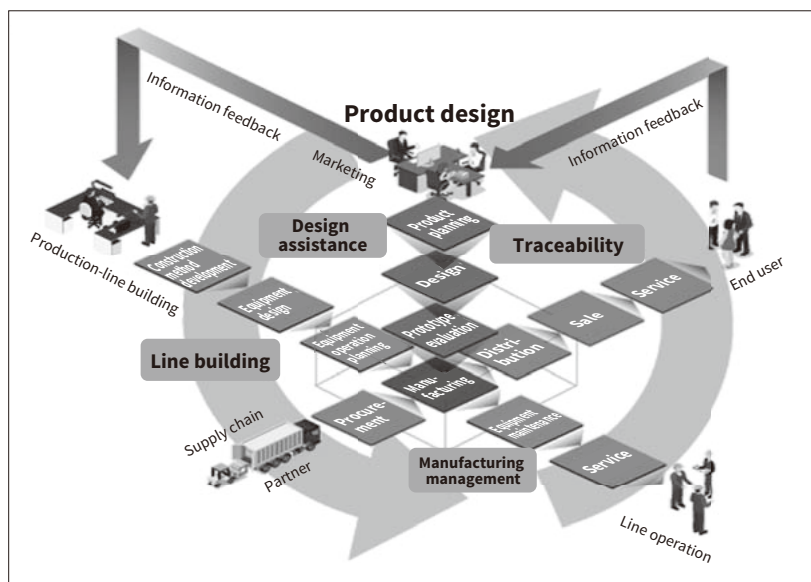 Product design
Information feedback
Marketing
Information feedback
Design
assistance
Product
planning
Traceability
Production-line building
Construction
method
development
Design
End user
Equipment
design
Service
Sale
Line building
Equipment
operation
planning
Prototype
evaluation
Distri-
bution
Manu-
facturing
Supply chain
Procure-
ment
Equipment
maintenance
Partner
Manufacturing
management
Service
Line operation